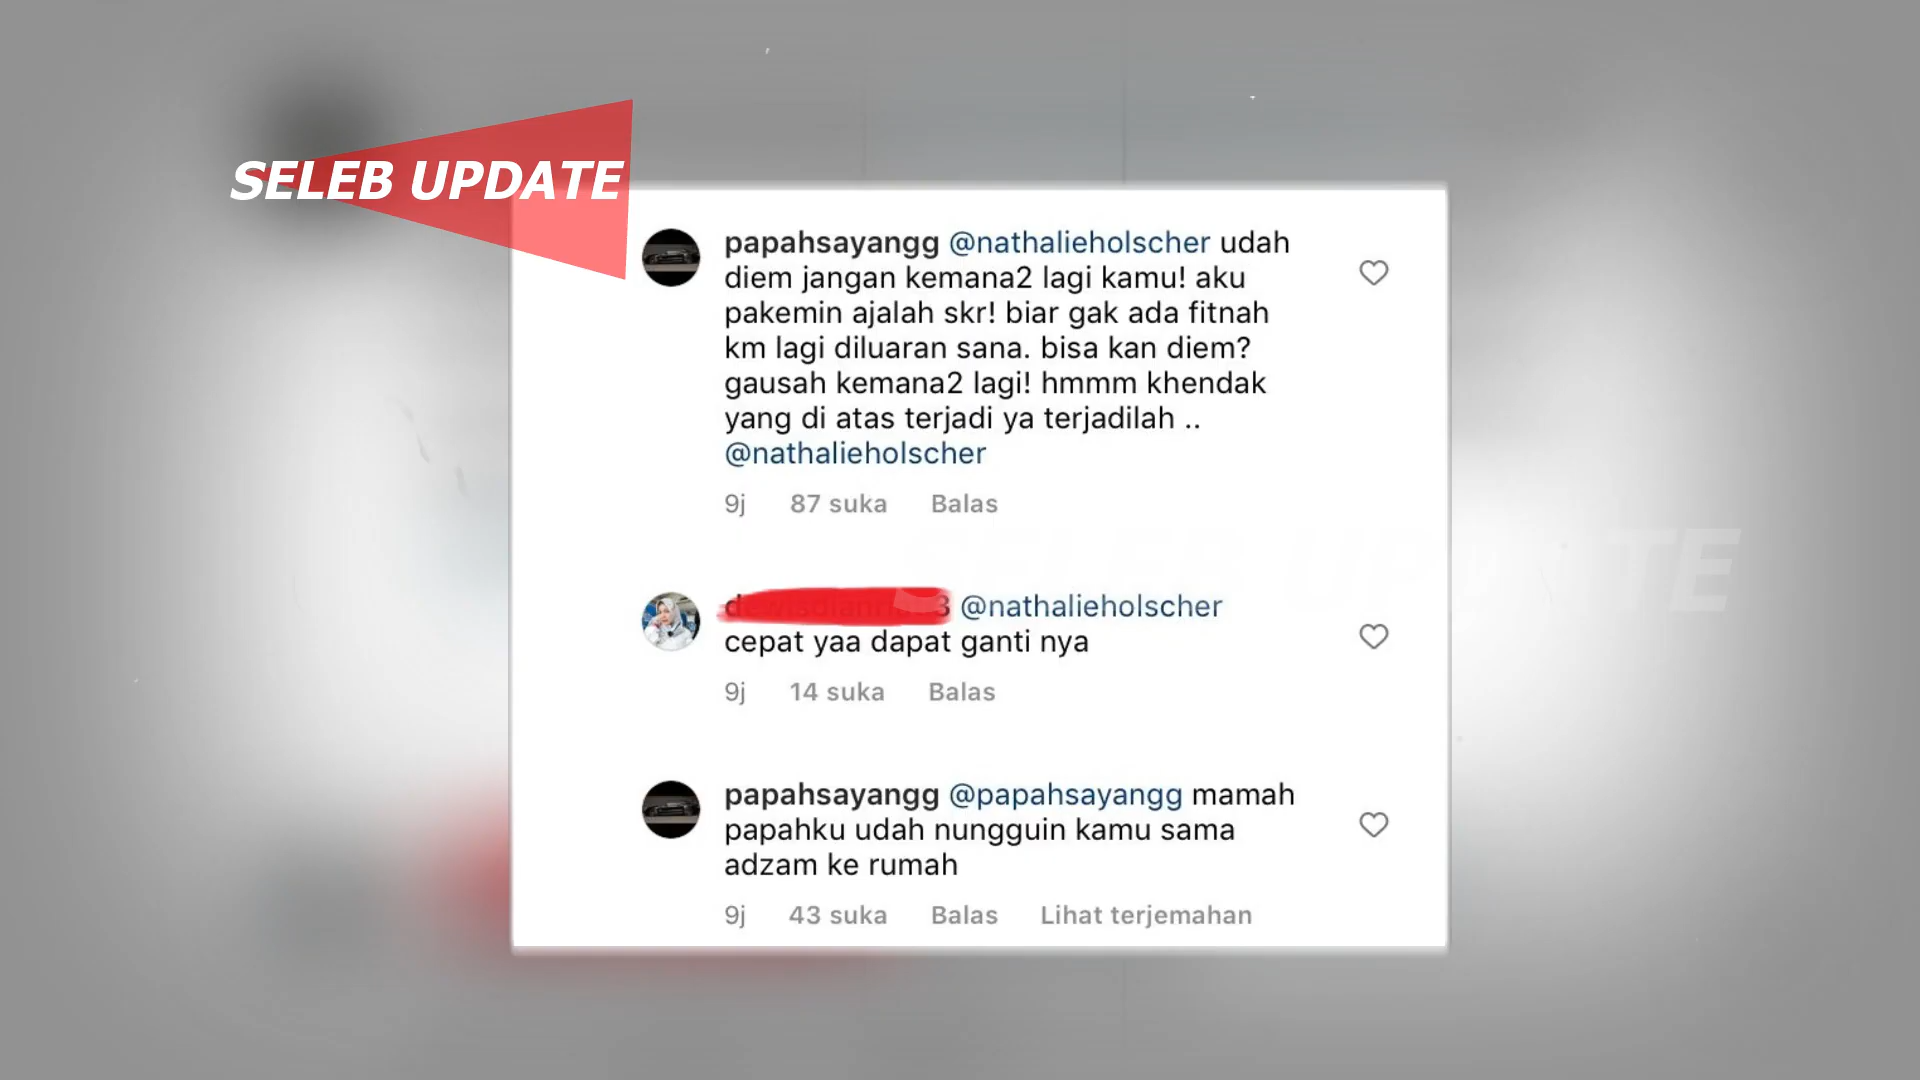 SELEB UPDATE
papahsayangg @nathalieholscher udah
diem jangan kemana2 lagi kamu! aku
pakemin ajalah skr! biar gak ada fitnah
km lagi diluaran sana. bisa kan diem?
gausah kemana2 lagi! hmmm khendak
yang di atas terjadi ya terjadilah ..
@nathalieholscher
9j 87 suka Balas
SELEB UPDATE
@nathalieholscher
cepat yaa dapat ganti nya
9j 14 suka Balas
papahsayangg @papahsayangg mamah
papahku udah nungguin kamu sama
adzam ke rumah
9j 43 suka Balas Lihat terjemahan